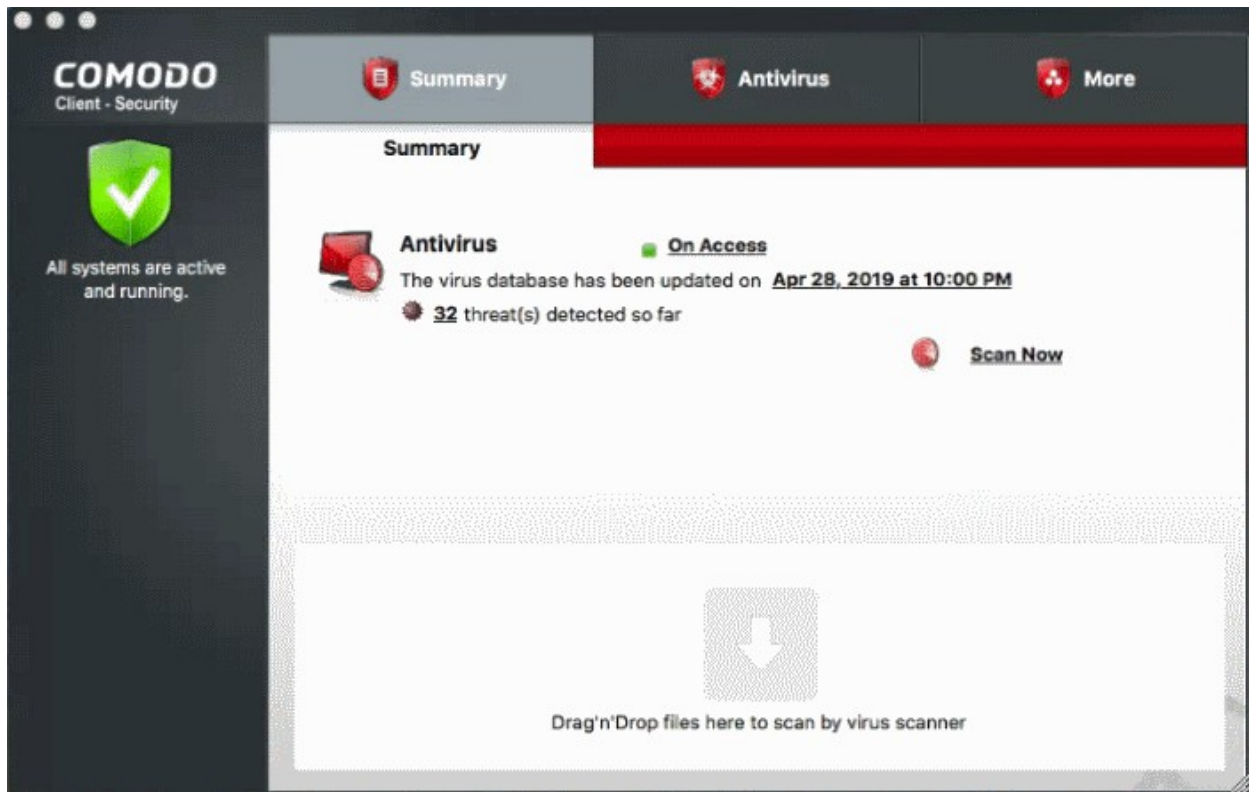 COMODO
Client - Security
Summary
Antivirus
More
Summary
All systems are active
and running.
Antivirus On Access
The virus database has been updated on Apr 28, 2019 at 10:00 PM
32 threat(s) detected so far
Scan Now
Drag'n'Drop files here to scan by virus scanner